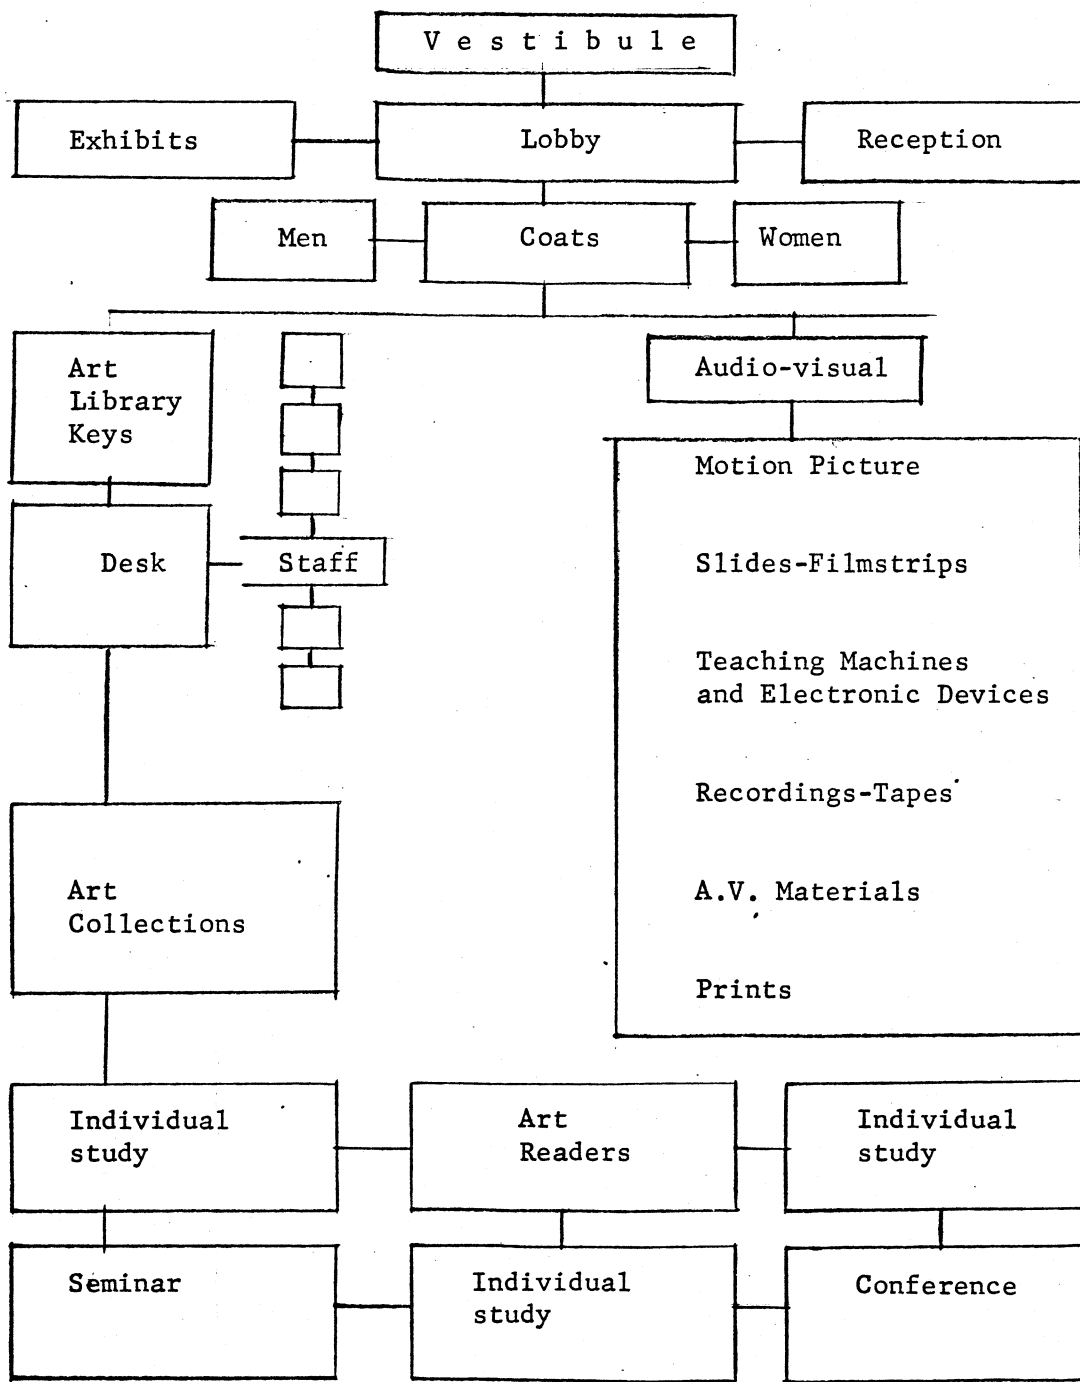 Vestibule
Exhibits
Lobby
Reception
Men
Coats
Women
Art
Library
Keys
Audio-visual
Desk
Staff
Motion Picture
Slides-Filmstrips
Teaching Machines
and Electronic Devices
Recordings-Tapes
A.V. Materials
Prints
Art
Collections
Individual
study
Art
Readers
Individual
study
Seminar
Individual
study
Conference